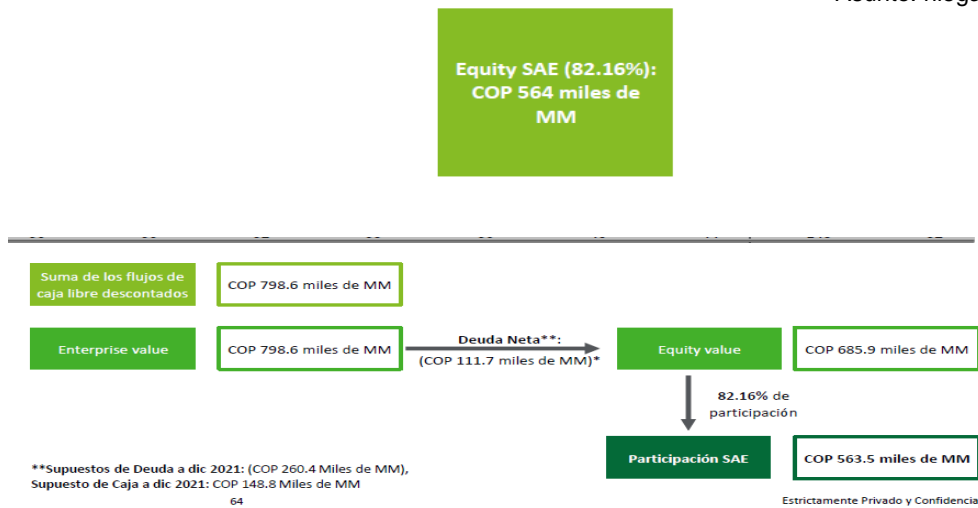 Equity SAE (82.16%):
COP 564 miles de
MM
Suma de los flujos de
caja libre descontados
COP 798.6 miles de MM
Enterprise value
COP 798.6 miles de MM
Deuda Neta**:
(COP 111.7 miles de MM)*
Equity value
COP 685.9 miles de MM
82.16% de
participación
Participación SAE
COP 563.5 miles de MM
**Supuestos de Deuda a dic 2021: (COP 260.4 Miles de MM),
Supuesto de Caja a dic 2021: COP 148.8 Miles de MM
64
Estrictamente Privado y Confidencia